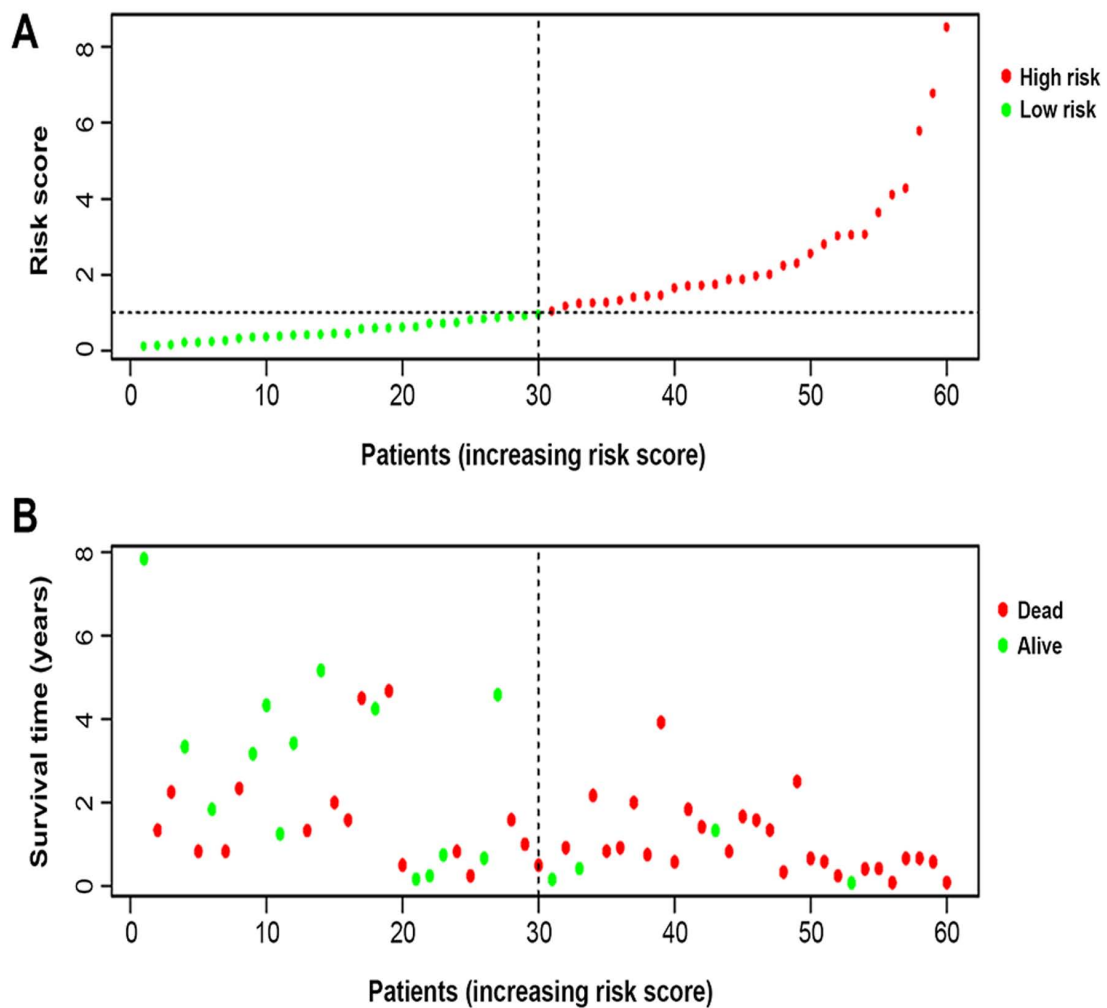 A
High risk
Low risk
Risk score
0 2 4 6 8
0 10 20 30 40 50 60
Patients (increasing risk score)
B
Dead
Alive
Survival time (years)
0 2 4 6 8
0 10 20 30 40 50 60
Patients (increasing risk score)